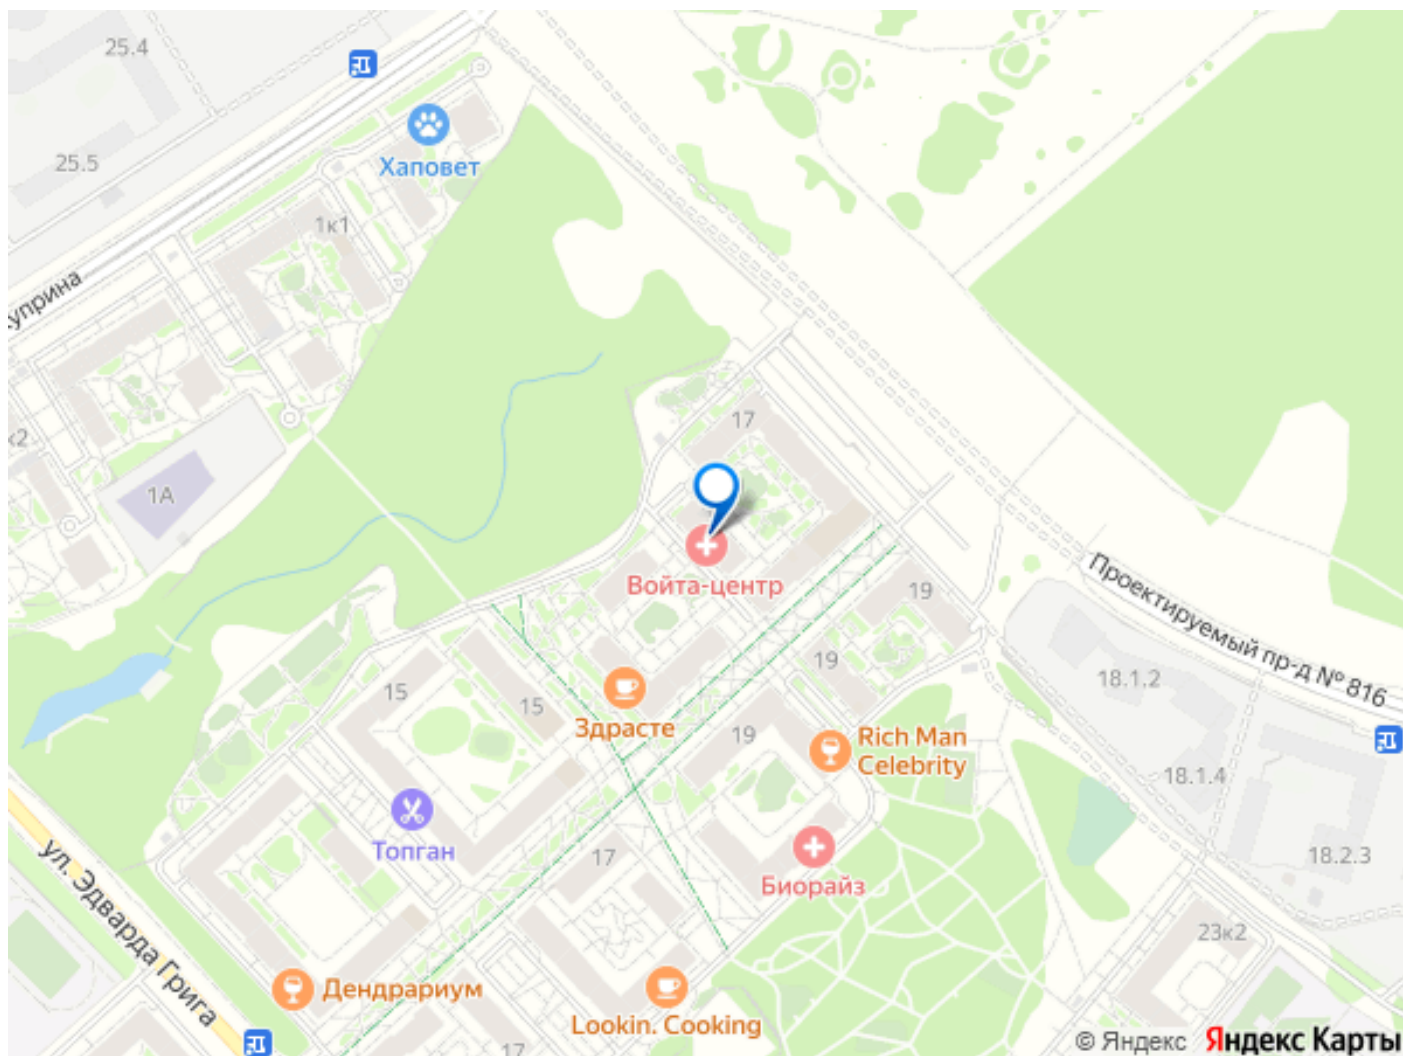 25.4
25.5
Хаповет
1к1
уприна
к2
1А
17
Войта-центр
Проектируемый пр-д № 816
19
19
18.1.2
15
15
Здрасте
19
Rich Man
Celebrity
18.1.4
Топган
17
18.2.3
Биорайз
ул. Эдварда Грига
23к2
Дендрариум
Lookin. Cooking
17
© Яндекс Яндекс Карты